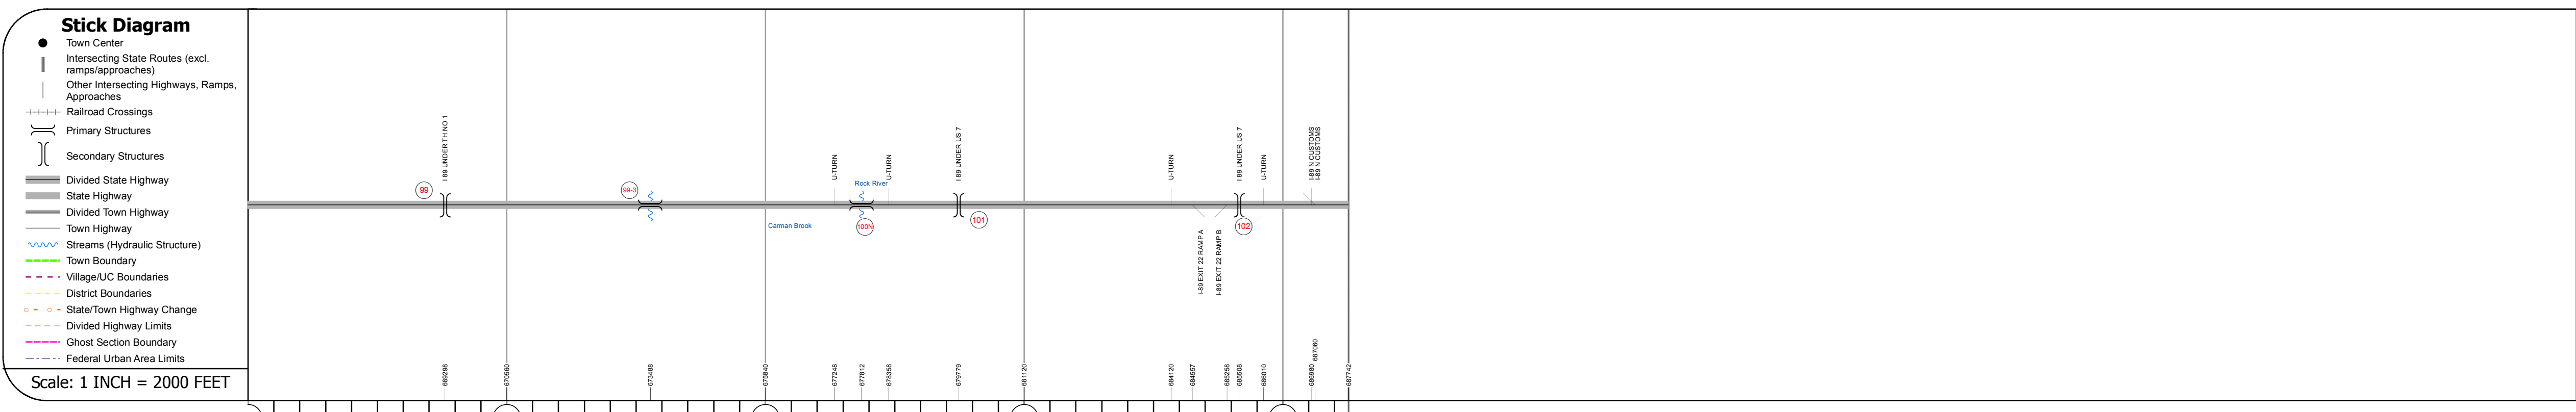 Stick Diagram
Town Center
Intersecting State Routes (excl.
ramps/approaches)
Other Intersecting Highways, Ramps,
Approaches
Railroad Crossings
Primary Structures
Secondary Structures
Divided State Highway
State Highway
Divided Town Highway
Town Highway
Streams (Hydraulic Structure)
Town Boundary
Village/UC Boundaries
District Boundaries
State/Town Highway Change
Divided Highway Limits
Ghost Section Boundary
Federal Urban Area Limits
Scale: 1 INCH = 2000 FEET
I 89 UNDER TH NO 1
U-TURN
U-TURN
I 89 UNDER US 7
U-TURN
I 89 UNDER US 7
U-TURN
I-89 N CUSTOMS
I-89 N CUSTOMS
99
99-3
Rock River
Carman Brook
100N
101
102
I-89 EXIT 22 RAMP A
I-89 EXIT 22 RAMP B
669298
670560
673488
675840
677248
677812
678358
679779
681120
684120
684557
685258
685508
686010
686980
687060
687742